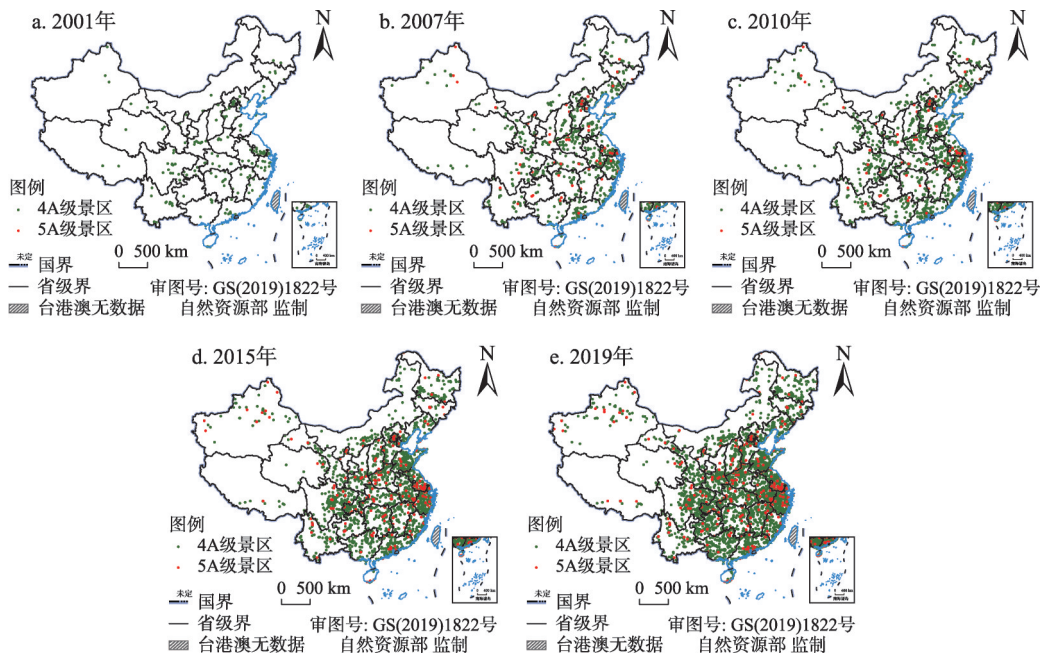 a. 2001年
N
图例
4A级景区
5A级景区
0 500 km
未定
国界
省级界
审图号: GS(2019)1822号
台港澳无数据
自然资源部 监制
b. 2007年
N
图例
4A级景区
5A级景区
0 500 km
未定
国界
省级界
审图号: GS(2019)1822号
台港澳无数据
自然资源部 监制
c. 2010年
N
图例
4A级景区
5A级景区
0 500 km
未定
国界
省级界
审图号: GS(2019)1822号
台港澳无数据
自然资源部 监制
d. 2015年
N
图例
4A级景区
5A级景区
0 500 km
未定
国界
省级界
审图号: GS(2019)1822号
台港澳无数据
自然资源部 监制
e. 2019年
N
图例
4A级景区
5A级景区
0 500 km
未定
国界
省级界
审图号: GS(2019)1822号
台港澳无数据
自然资源部 监制